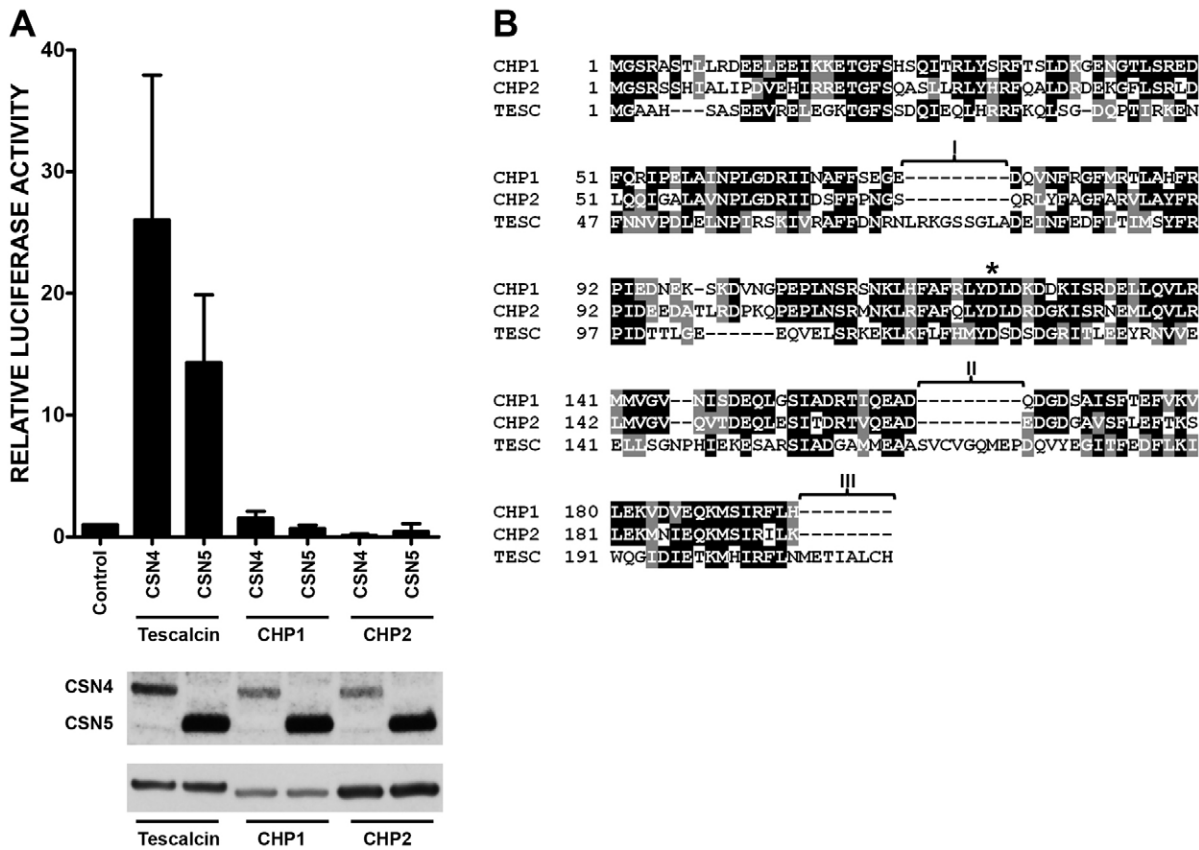 A
RELATIVE LUCIFERASE ACTIVITY
40
30
20
10
0
Control
CSN4
CSN5
CSN4
CSN5
CSN4
CSN5
Tescalcin CHP1 CHP2
CSN4
CSN5
Tescalcin CHP1 CHP2
B
CHP1 1 MGSRASTLLRDEELEEIKKETGFSHSQITRLYSRFTSLDKGENGTLSRED
CHP2 1 MGSRSSHIALIPDVEHIRRETGFSQASLLRLYHRFQALDRDEKGFLSRLD
TESC 1 MGAAH---SASEEVRELEGKTGFSSDQIEQLHRRFKQLSG-DQPTIRKEN
I
CHP1 51 FQRIPELAINPLGDRIINAFFSEGE---------DQVNFRGFMRTLAHFR
CHP2 51 LQQIGALAVNPLGDRIIDSFFPNGS---------QRLYFAGFARVLAYFR
TESC 47 FNNVPDLELNPIRSKIVRAFFDNRNLRKGSSGLADEINFEDFLTIMSYFR
*
CHP1 92 PIEDNEK-SKDVNGPEPLNSRSNKLHFAFRLYDLDKDDKISRDELLQVLR
CHP2 92 PIDEEDATLRDPKQPEPLNSRMNKLRFAFQLYDLDRDGKISRNEMLQVLR
TESC 97 PIDTTLGE------EQVELSRKEKLKFLFHMYDSDSDGRITLEEYRNVVE
II
CHP1 141 MMVGV--NISDEQLGSIADRTIQEAD---------QDGDSAISFTEFVKV
CHP2 142 LMVGV--QVTDEQLESITDRTVQEAD---------EDGDGAVSFLEFTKS
TESC 141 ELLSGNPHIEKESARSIADGAMMEAASVCVGQMEPDQVYEGITFEDFLKI
III
CHP1 180 LEKVDVEQKMSIRFLH--------
CHP2 181 LEKMNIEQKMSIRILK--------
TESC 191 WQGIDIETKMHIRFLNMETIALCH